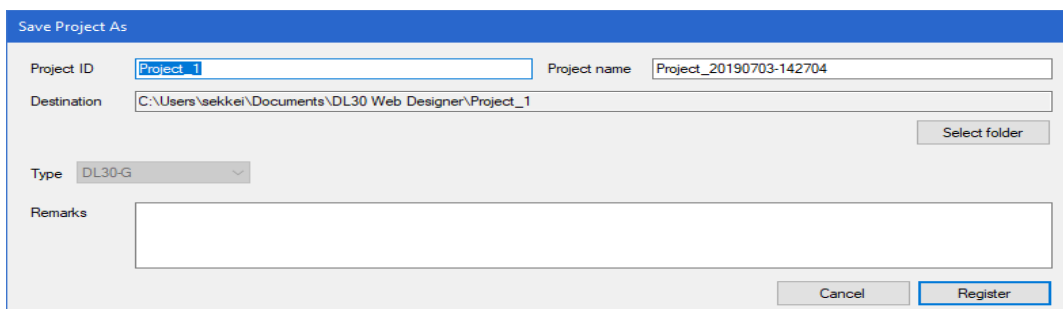 Save Project As
Project ID Project_1 Project name Project_20190703-142704
Destination C:\Users\sekkei\Documents\DL30 Web Designer\Project_1
Select folder
Type DL30-G
Remarks
Cancel Register